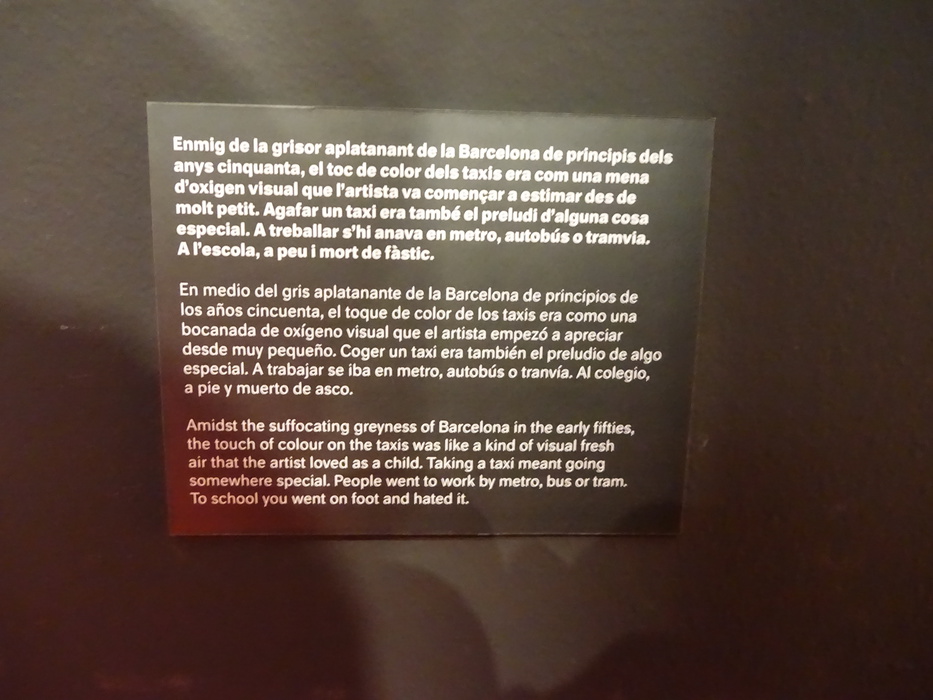 Enmig de la grisor aplatanant de la Barcelona de principis dels
anys cinquanta, el toc de color dels taxis era com una mena
d'oxigen visual que l'artista va començar a estimar des de
molt petit. Agafar un taxi era també el preludi d'alguna cosa
especial. A treballar s'hi anava en metro, autobús o tramvia.
A l'escola, a peu i mort de fàstic.
En medio del gris aplatanante de la Barcelona de principios de
los años cincuenta, el toque de color de los taxis era como una
bocanada de oxígeno visual que el artista empezó a apreciar
desde muy pequeño. Coger un taxi era también el preludio de algo
especial. A trabajar se iba en metro, autobús o tranvía. Al colegio,
a pie y muerto de asco.
Amidst the suffocating greyness of Barcelona in the early fifties,
the touch of colour on the taxis was like a kind of visual fresh
air that the artist loved as a child. Taking a taxi meant going
somewhere special. People went to work by metro, bus or tram.
To school you went on foot and hated it.